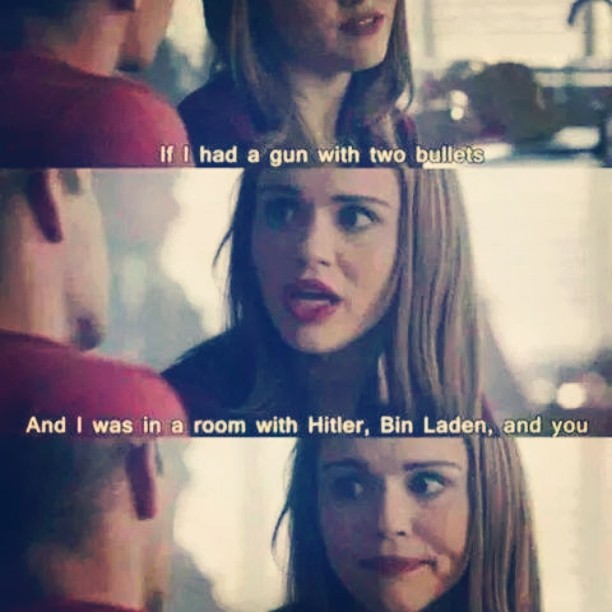 If I had a gun with two bullets
And I was in a room with Hitler, Bin Laden, and you